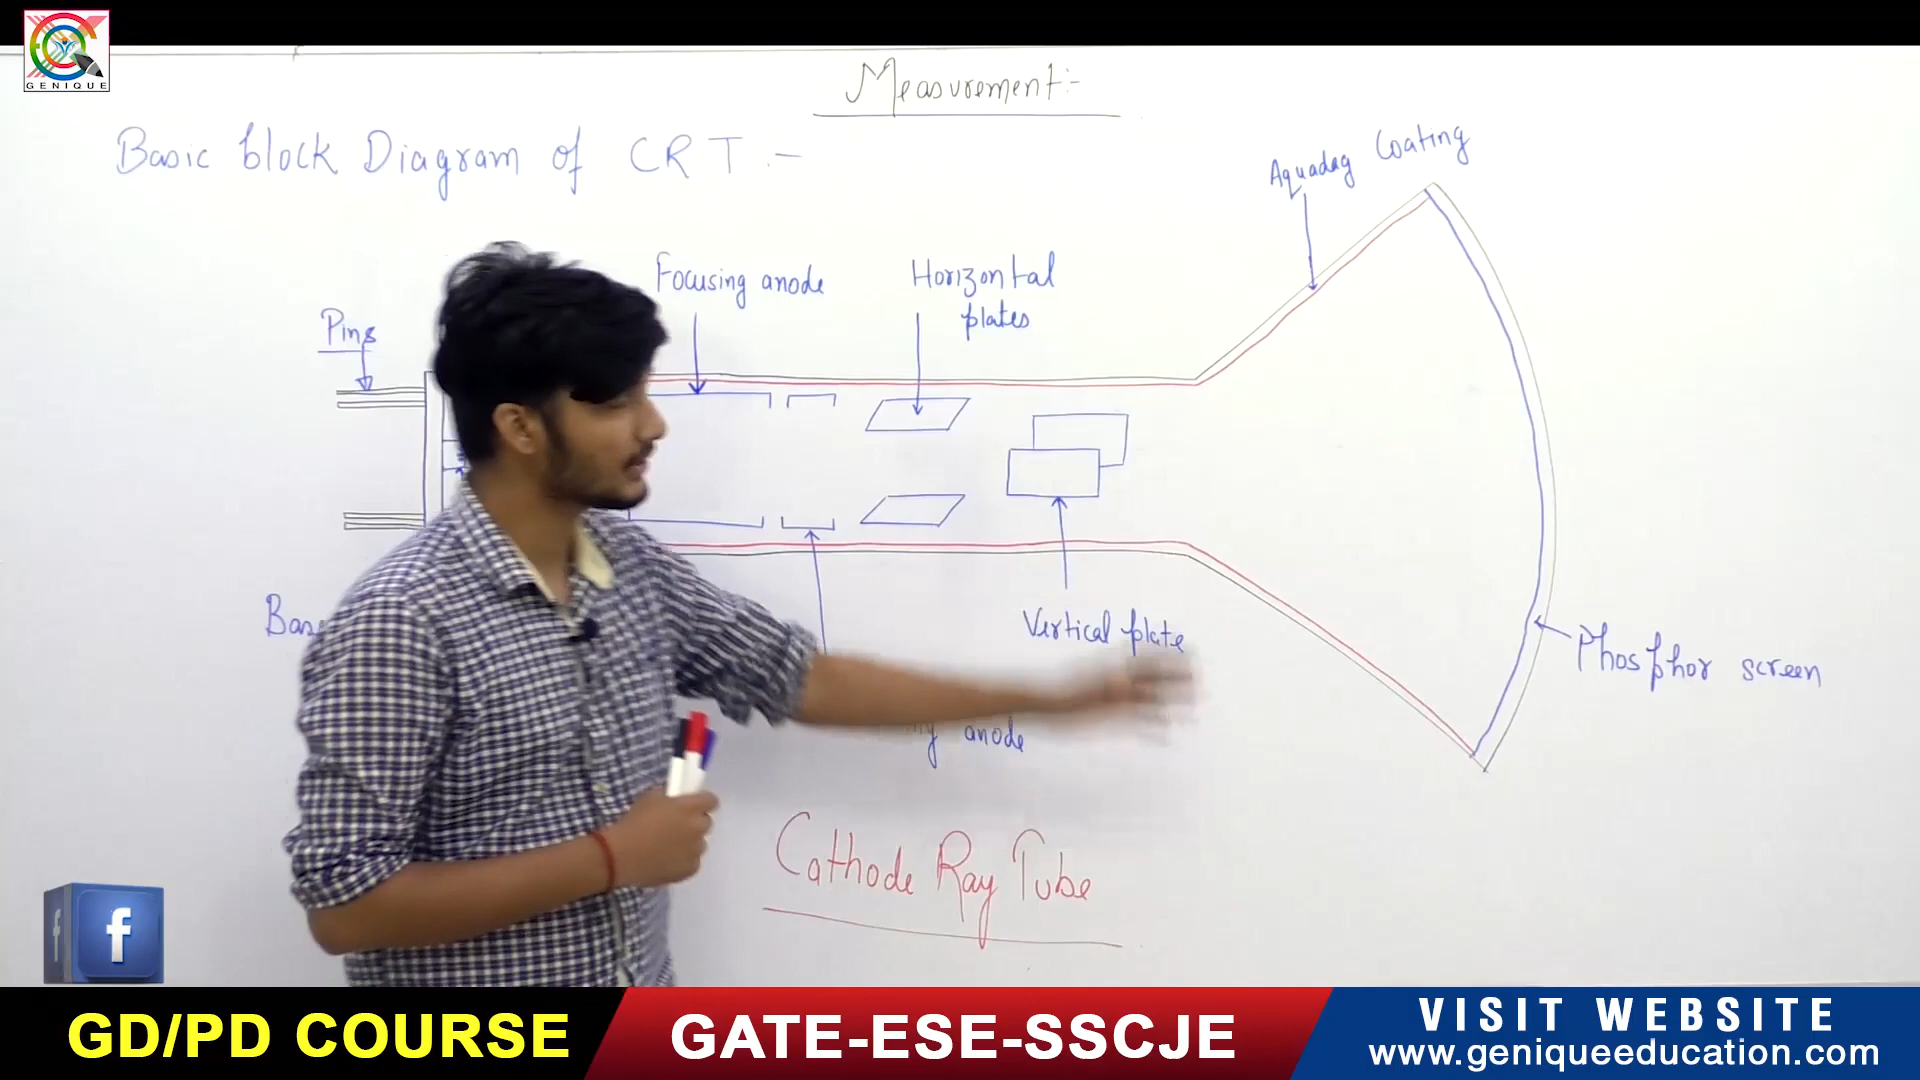 GENIQUE
Measurement:-
Basic block Diagram of CRT :-
Aquadag Coating
Focusing anode
Horizontal
plates
Pins
Vertical plate
Phosphor screen
anode
Cathode Ray Tube
f
GD/PD COURSE
GATE-ESE-SSCJE
VISIT WEBSITE
www.geniqueeducation.com